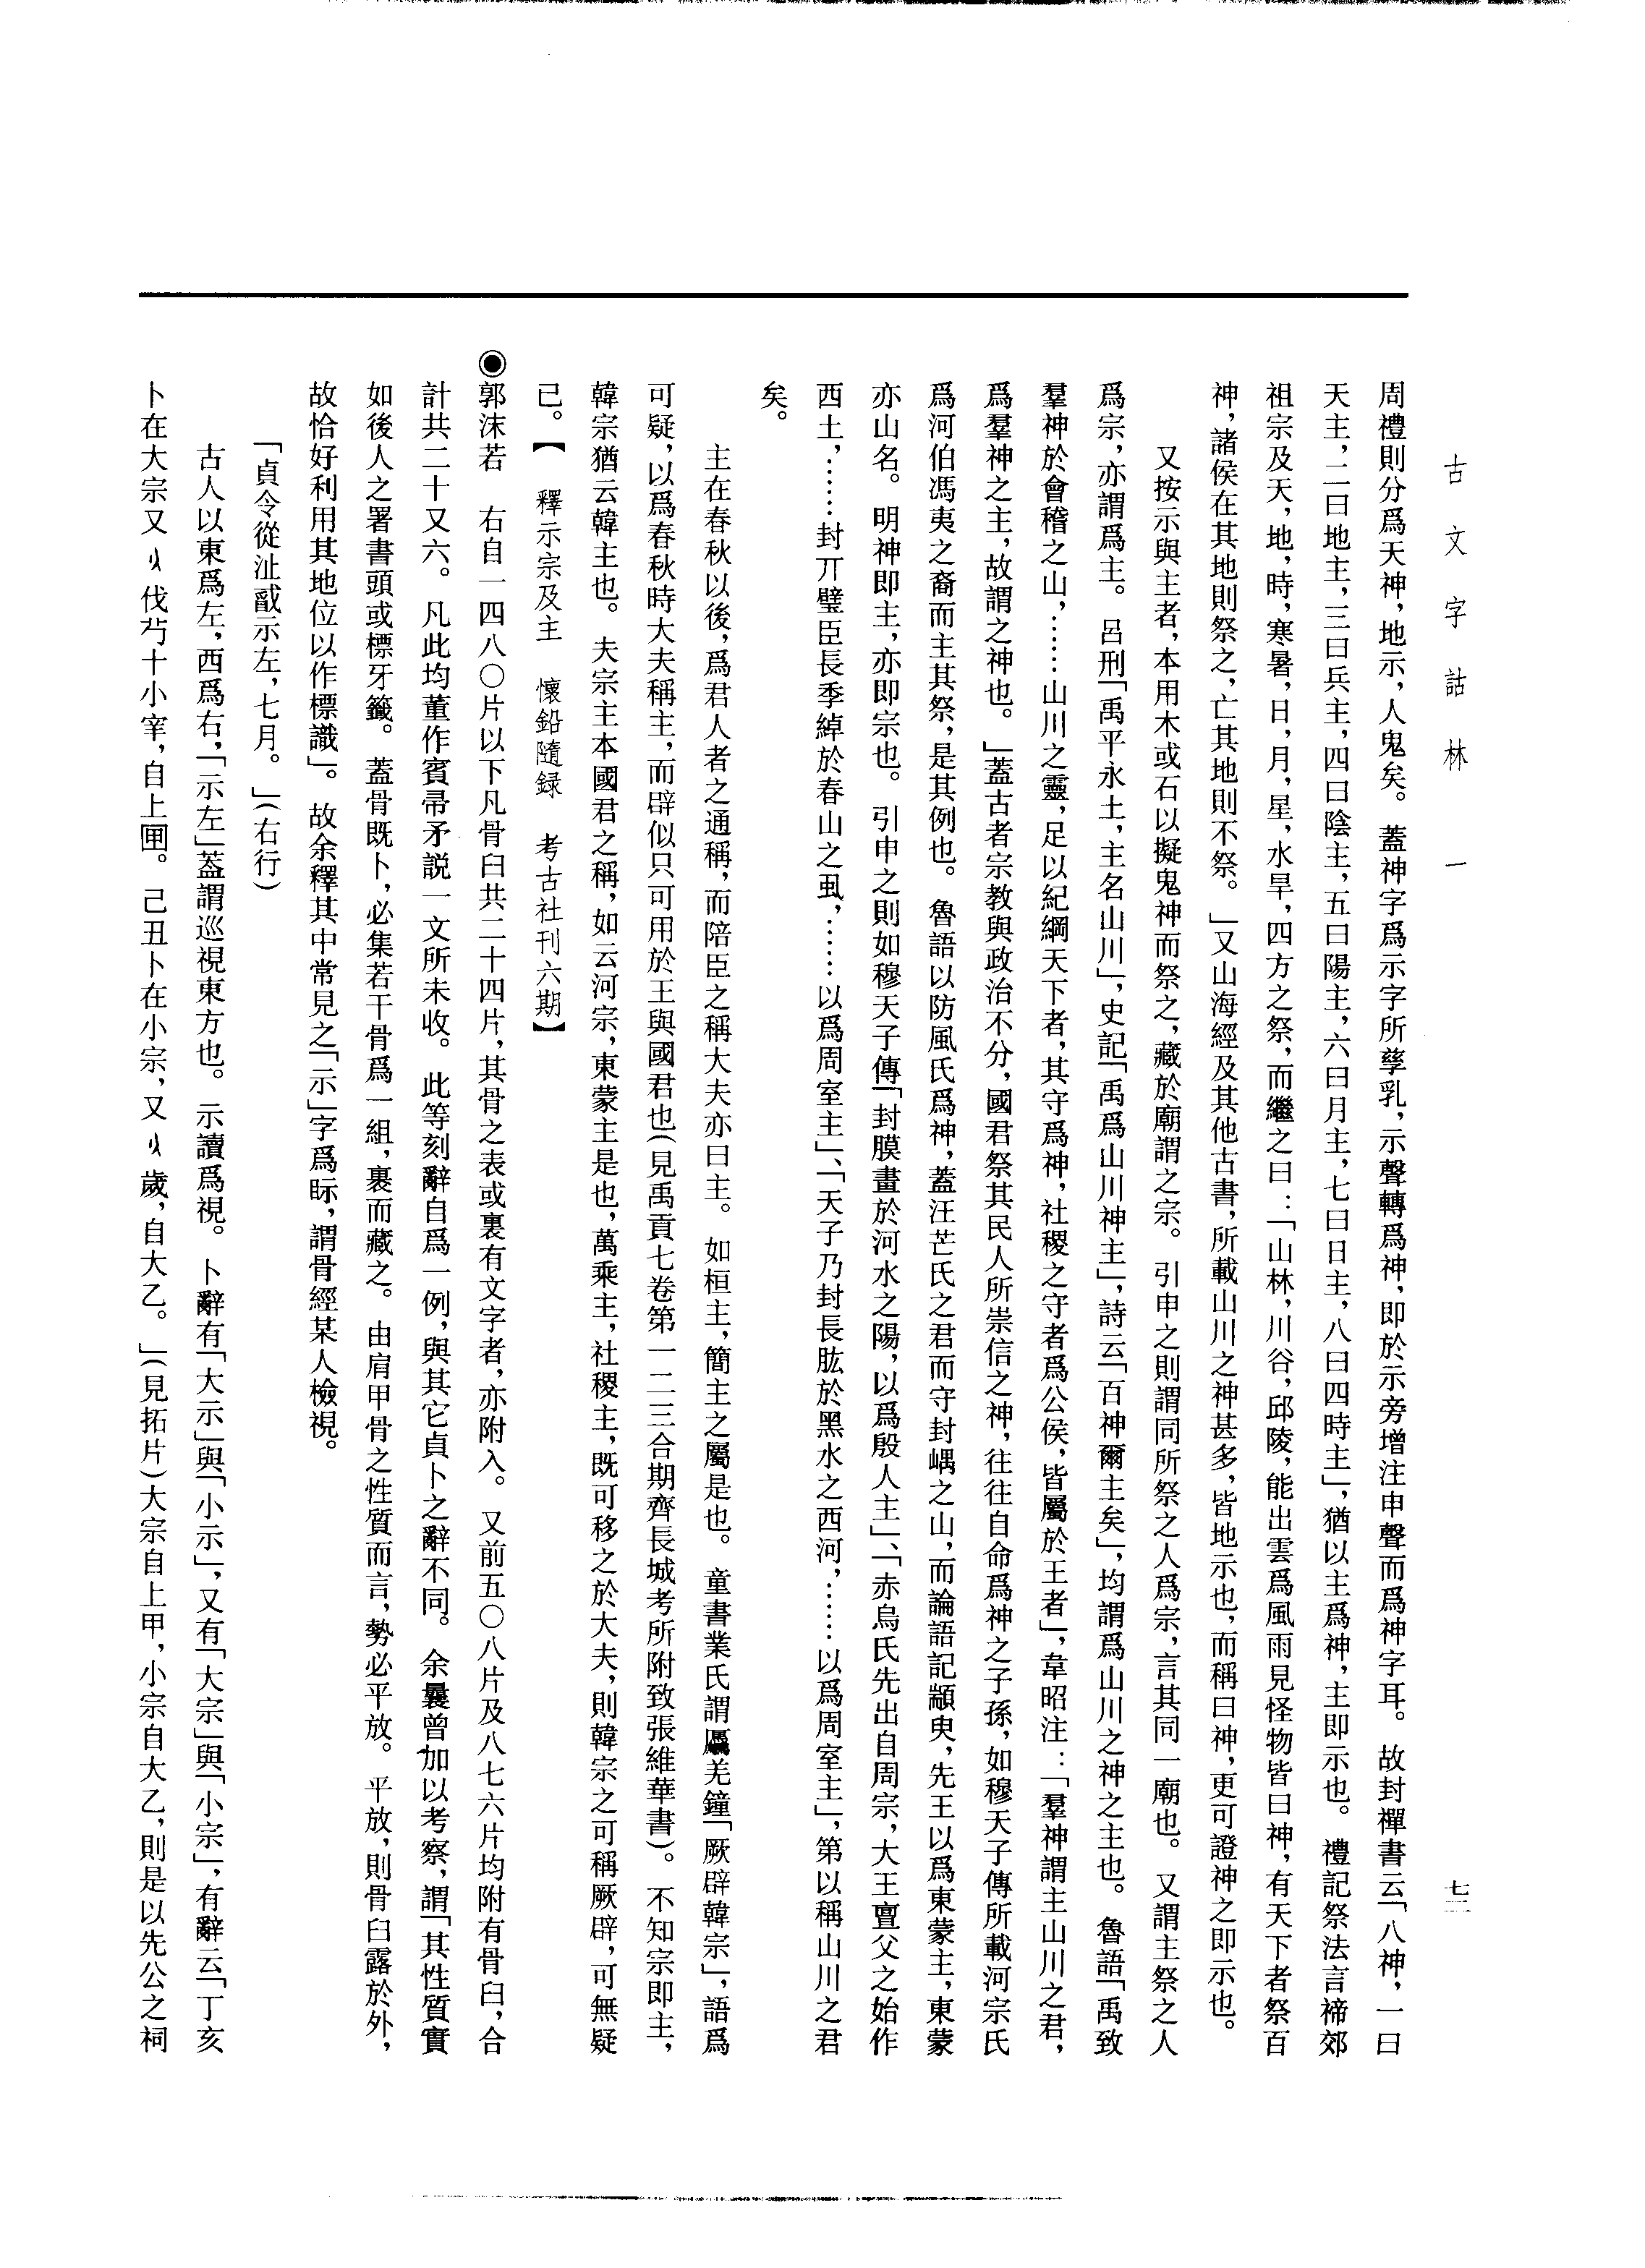 古文字詁林 一
七二
周禮則分爲天神，地示，人鬼矣。蓋神字爲示字所孳乳，示聲轉爲神，即於示旁增注申聲而爲神字耳。故封禪書云「八神，一曰
天主，二曰地主，三曰兵主，四曰陰主，五曰陽主，六曰月主，七曰日主，八曰四時主」，猶以主爲神，主即示也。禮記祭法言禘郊
祖宗及天，地，時，寒暑，日，月，星，水旱，四方之祭，而繼之曰：「山林，川谷，邱陵，能出雲爲風雨見怪物皆曰神，有天下者祭百
神，諸侯在其地則祭之，亡其地則不祭。」又山海經及其他古書，所載山川之神甚多，皆地示也，而稱曰神，更可證神之即示也。
又按示與主者，本用木或石以擬鬼神而祭之，藏於廟謂之宗。引申之則謂同所祭之人爲宗，言其同一廟也。又謂主祭之人
爲宗，亦謂爲主。呂刑「禹平永土，主名山川」，史記「禹爲山川神主」，詩云「百神爾主矣」，均謂爲山川之神之主也。魯語「禹致
羣神於會稽之山，……山川之靈，足以紀綱天下者，其守爲神，社稷之守者爲公侯，皆屬於王者」，韋昭注：「羣神謂主山川之君，
爲羣神之主，故謂之神也。」蓋古者宗教與政治不分，國君祭其民人所崇信之神，往往自命爲神之子孫，如穆天子傳所載河宗氏
爲河伯馮夷之裔而主其祭，是其例也。魯語以防風氏爲神，蓋汪芒氏之君而守封嵎之山，而論語記顓臾，先王以爲東蒙主，東蒙
亦山名。明神即主，亦即宗也。引申之則如穆天子傳「封膜晝於河水之陽，以爲殷人主」、「赤烏氏先出自周宗，大王亶父之始作
西土，……封丌璧臣長季綽於春山之虱，……以爲周室主」、「天子乃封長肱於黑水之西河，……以爲周室主」，第以稱山川之君
矣。
主在春秋以後，爲君人者之通稱，而陪臣之稱大夫亦曰主。如桓主，簡主之屬是也。童書業氏謂羌鐘「厥辟韓宗」，語爲
可疑，以爲春秋時大夫稱主，而辟似只可用於王與國君也（見禹貢七卷第一二三合期齊長城考所附致張維華書）。不知宗即主，
韓宗猶云韓主也。夫宗主本國君之稱，如云河宗，東蒙主是也，萬乘主，社稷主，既可移之於大夫，則韓宗之可稱厥辟，可無疑
已。【釋示宗及主 懷鉛隨録 考古社刊六期】
◉郭沫若 右自一四八〇片以下凡骨臼共二十四片，其骨之表或裏有文字者，亦附入。又前五〇八片及八七六片均附有骨臼，合
計共二十又六。凡此均董作賓帚矛説一文所未收。此等刻辭自爲一例，與其它貞卜之辭不同。余曩曾加以考察，謂「其性質實
如後人之署書頭或標牙籤。蓋骨既卜，必集若干骨爲一組，裹而藏之。由肩甲骨之性質而言，勢必平放。平放，則骨臼露於外，
故恰好利用其地位以作標識」。故余釋其中常見之「示」字爲眎，謂骨經某人檢視。
「貞令從沚戜示左，七月。」（右行）
古人以東爲左，西爲右，「示左」蓋謂巡視東方也。示讀爲視。卜辭有「大示」與「小示」，又有「大宗」與「小宗」，有辭云「丁亥
卜在大宗又伐芍十小宰，自上匣。己丑卜在小宗，又歲，自大乙。」（見拓片）大宗自上甲，小宗自大乙，則是以先公之祠